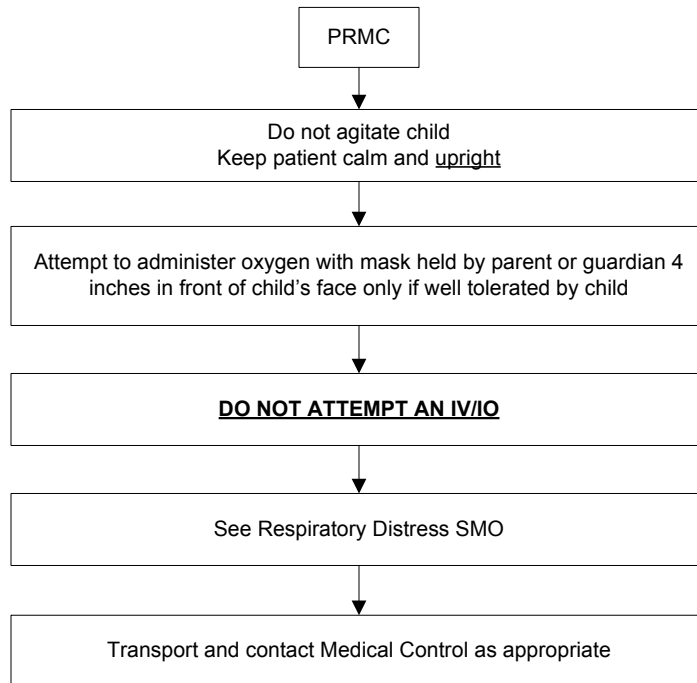 PRMC
Do not agitate child
Keep patient calm and upright
Attempt to administer oxygen with mask held by parent or guardian 4
inches in front of child’s face only if well tolerated by child
DO NOT ATTEMPT AN IV/IO
See Respiratory Distress SMO
Transport and contact Medical Control as appropriate